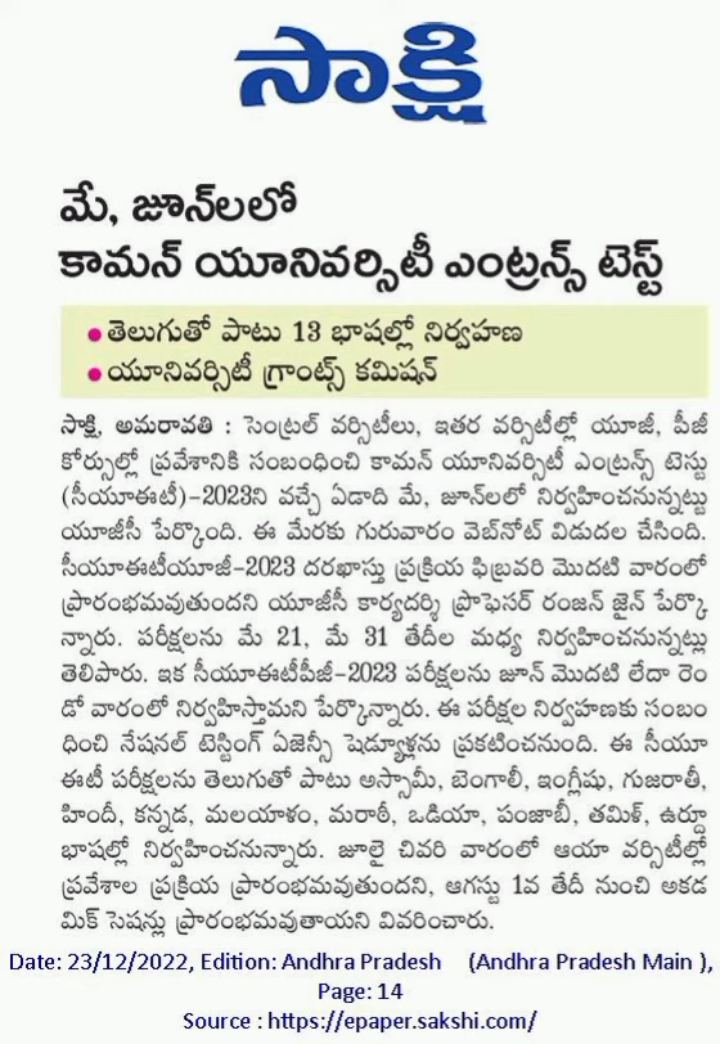 సాక్షి
మే, జూన్‌లలో
కామన్ యూనివర్సిటీ ఎంట్రన్స్ టెస్ట్
• తెలుగుతో పాటు 13 భాషల్లో నిర్వహణ
• యూనివర్సిటీ గ్రాంట్స్ కమిషన్
సాక్షి, అమరావతి : సెంట్రల్ వర్సిటీలు, ఇతర వర్సిటీల్లో యూజీ, పీజీ
కోర్సుల్లో ప్రవేశానికి సంబంధించి కామన్ యూనివర్సిటీ ఎంట్రన్స్ టెస్టు
(సీయూఈటీ)-2023ని వచ్చే ఏడాది మే, జూన్‌లలో నిర్వహించనున్నట్టు
యూజీసీ పేర్కొంది. ఈ మేరకు గురువారం వెబ్‌నోట్ విడుదల చేసింది.
సీయూఈటీయూజీ-2023 దరఖాస్తు ప్రక్రియ ఫిబ్రవరి మొదటి వారంలో
ప్రారంభమవుతుందని యూజీసీ కార్యదర్శి ప్రొఫెసర్ రంజన్ జైన్ పేర్కొ
న్నారు. పరీక్షలను మే 21, మే 31 తేదీల మధ్య నిర్వహించనున్నట్లు
తెలిపారు. ఇక సీయూఈటీపీజీ-2023 పరీక్షలను జూన్ మొదటి లేదా రెం
డో వారంలో నిర్వహిస్తామని పేర్కొన్నారు. ఈ పరీక్షల నిర్వహణకు సంబం
ధించి నేషనల్ టెస్టింగ్ ఏజెన్సీ షెడ్యూళ్లను ప్రకటించనుంది. ఈ సీయూ
ఈటీ పరీక్షలను తెలుగుతో పాటు అస్సామీ, బెంగాలీ, ఇంగ్లీషు, గుజరాతీ,
హిందీ, కన్నడ, మలయాళం, మరాఠీ, ఒడియా, పంజాబీ, తమిళ్, ఉర్దూ
భాషల్లో నిర్వహించనున్నారు. జూలై చివరి వారంలో ఆయా వర్సిటీల్లో
ప్రవేశాల ప్రక్రియ ప్రారంభమవుతుందని, ఆగస్టు 1వ తేదీ నుంచి అకడ
మిక్ సెషన్లు ప్రారంభమవుతాయని వివరించారు.
Date: 23/12/2022, Edition: Andhra Pradesh (Andhra Pradesh Main ),
Page: 14
Source : https://epaper.sakshi.com/